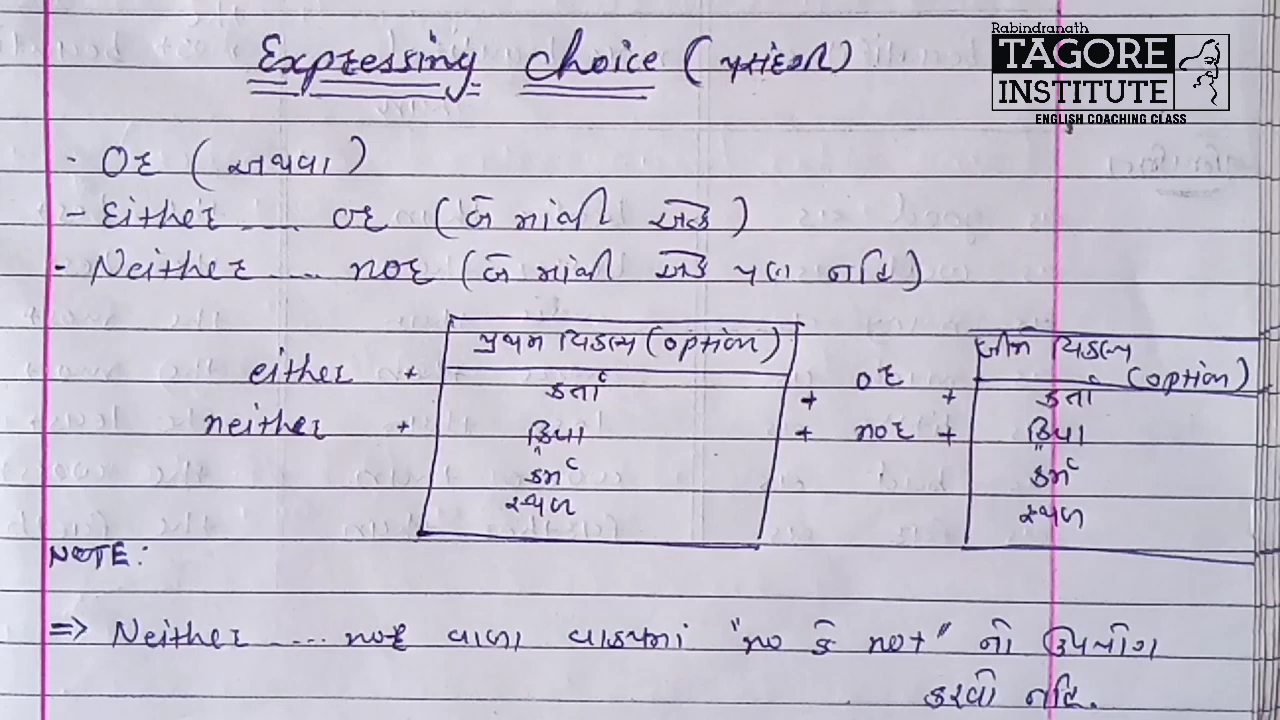 Rabindranath
TAGORE
INSTITUTE
ENGLISH COACHING CLASS
Expressing choice (પસંદગી)
- Or (અથવા)
- Either .... or (બે માંથી એક)
- Neither .... nor (બે માંથી એક પણ નહિ)
પ્રથમ વિકલ્પ (option)
બીજો વિકલ્પ (option)
either + કર્તા + or + કર્તા
neither + ક્રિયા + nor + ક્રિયા
કર્મ કર્મ
સ્થળ સ્થળ
NOTE:
=> Neither .... nor વાળા વાક્યમાં "no કે not" નો ઉપયોગ
કરવો નહિ.